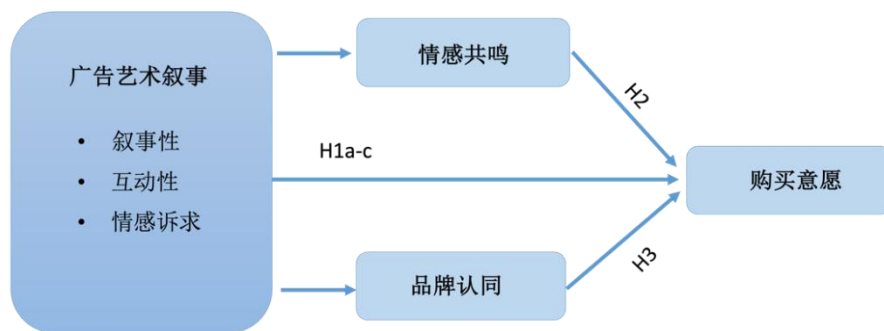 广告艺术叙事
• 叙事性
• 互动性
• 情感诉求
情感共鸣
H2
H1a-c
购买意愿
H3
品牌认同